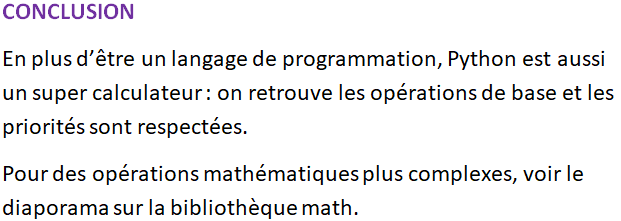 CONCLUSION
En plus d’être un langage de programmation, Python est aussi
un super calculateur : on retrouve les opérations de base et les
priorités sont respectées.
Pour des opérations mathématiques plus complexes, voir le
diaporama sur la bibliothèque math.